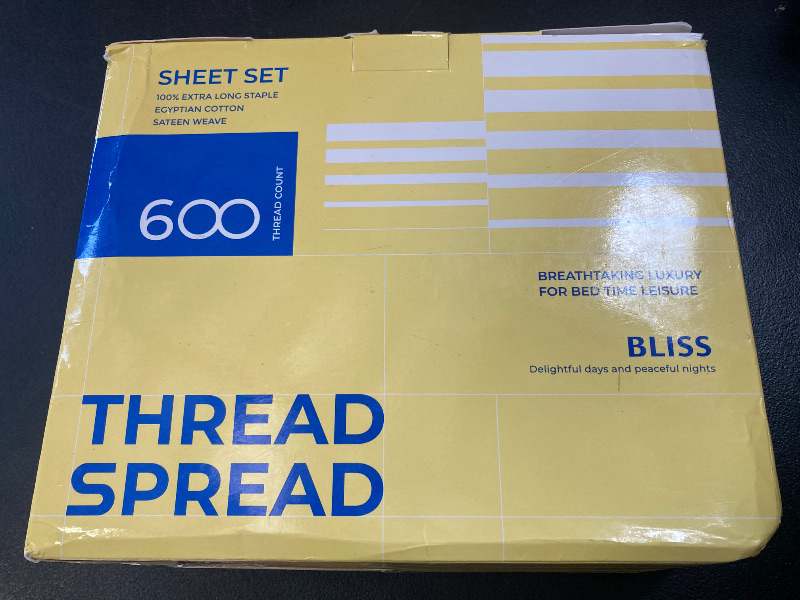 SHEET SET
100% EXTRA LONG STAPLE
EGYPTIAN COTTON
SATEEN WEAVE
600
THREAD COUNT
BREATHTAKING LUXURY
FOR BED TIME LEISURE
BLISS
Delightful days and peaceful nights
THREAD
SPREAD